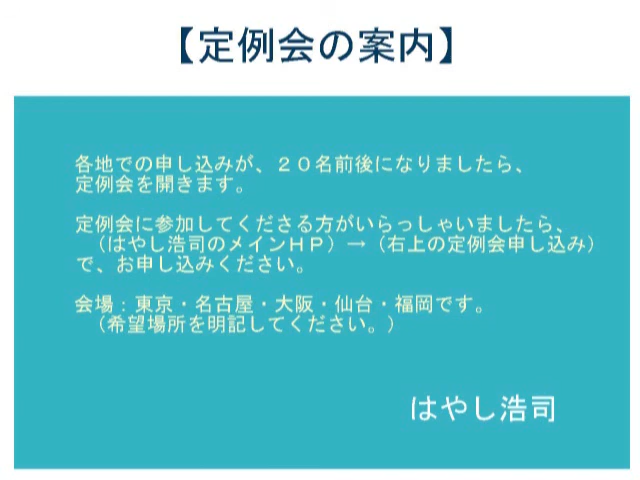 【定例会の案内】
各地での申し込みが、２０名前後になりましたら、
定例会を開きます。
定例会に参加してくださる方がいらっしゃいましたら、
（はやし浩司のメインＨＰ）→（右上の定例会申し込み）
で、お申し込みください。
会場：東京・名古屋・大阪・仙台・福岡です。
（希望場所を明記してください。）
はやし浩司